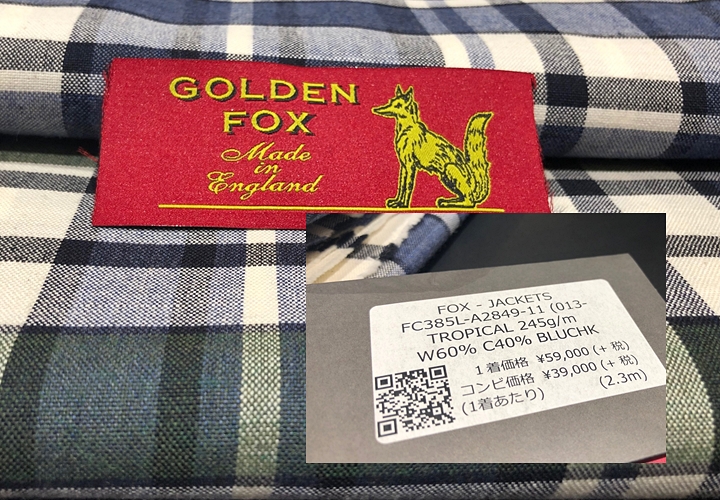 GOLDEN
FOX
Made
in
England
FOX - JACKETS
FC385L-A2849-11 (013-
TROPICAL 245g/m
W60% C40% BLUCHK
1着価格 ¥59,000 (+ 税)
コンビ価格 ¥39,000 (+ 税)
(1着あたり) (2.3m)